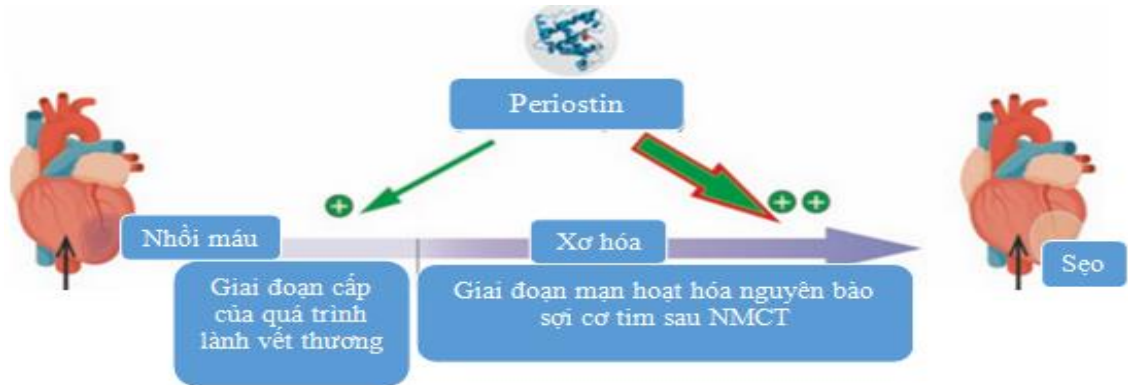 Periostin
Nhồi máu
Xơ hóa
Sẹo
Giai đoạn cấp
của quá trình
lành vết thương
Giai đoạn mạn hoạt hóa nguyên bào
sợi cơ tim sau NMCT